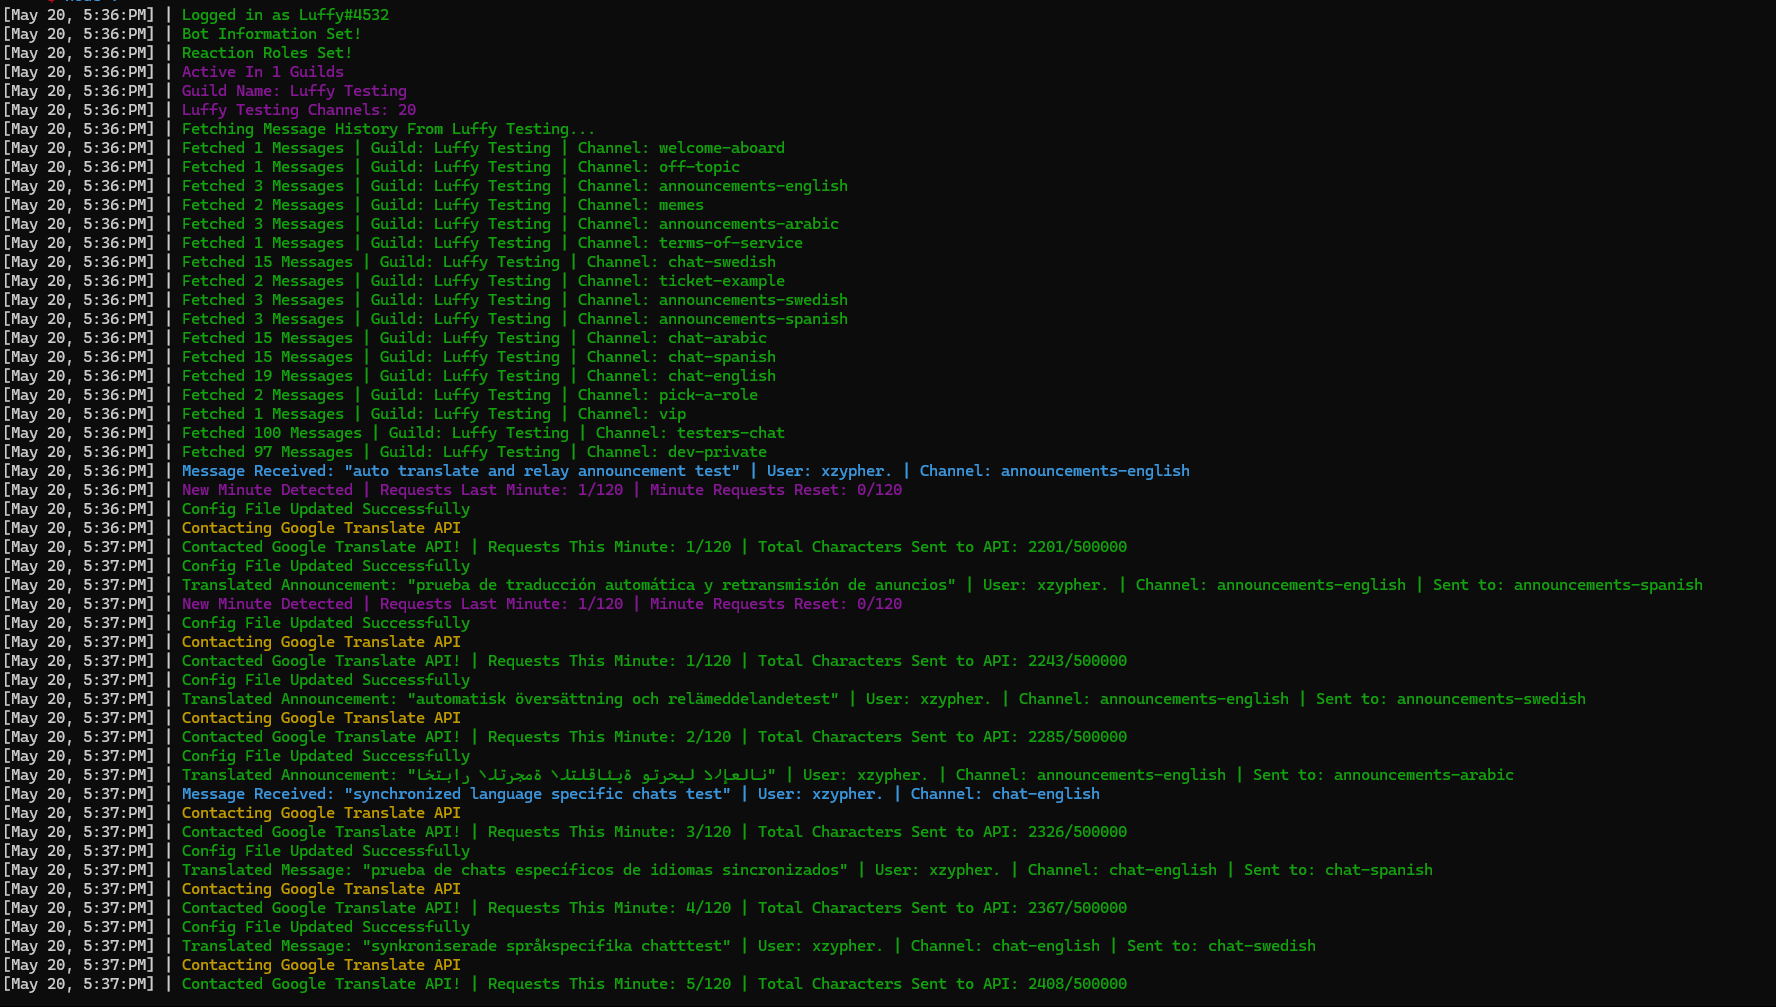 [May 20, 5:36:PM] | Logged in as Luffy#4532
[May 20, 5:36:PM] | Bot Information Set!
[May 20, 5:36:PM] | Reaction Roles Set!
[May 20, 5:36:PM] | Active In 1 Guilds
[May 20, 5:36:PM] | Guild Name: Luffy Testing
[May 20, 5:36:PM] | Luffy Testing Channels: 20
[May 20, 5:36:PM] | Fetching Message History From Luffy Testing...
[May 20, 5:36:PM] | Fetched 1 Messages | Guild: Luffy Testing | Channel: welcome-aboard
[May 20, 5:36:PM] | Fetched 1 Messages | Guild: Luffy Testing | Channel: off-topic
[May 20, 5:36:PM] | Fetched 3 Messages | Guild: Luffy Testing | Channel: announcements-english
[May 20, 5:36:PM] | Fetched 2 Messages | Guild: Luffy Testing | Channel: memes
[May 20, 5:36:PM] | Fetched 3 Messages | Guild: Luffy Testing | Channel: announcements-arabic
[May 20, 5:36:PM] | Fetched 1 Messages | Guild: Luffy Testing | Channel: terms-of-service
[May 20, 5:36:PM] | Fetched 15 Messages | Guild: Luffy Testing | Channel: chat-swedish
[May 20, 5:36:PM] | Fetched 2 Messages | Guild: Luffy Testing | Channel: ticket-example
[May 20, 5:36:PM] | Fetched 3 Messages | Guild: Luffy Testing | Channel: announcements-swedish
[May 20, 5:36:PM] | Fetched 3 Messages | Guild: Luffy Testing | Channel: announcements-spanish
[May 20, 5:36:PM] | Fetched 15 Messages | Guild: Luffy Testing | Channel: chat-arabic
[May 20, 5:36:PM] | Fetched 15 Messages | Guild: Luffy Testing | Channel: chat-spanish
[May 20, 5:36:PM] | Fetched 19 Messages | Guild: Luffy Testing | Channel: chat-english
[May 20, 5:36:PM] | Fetched 2 Messages | Guild: Luffy Testing | Channel: pick-a-role
[May 20, 5:36:PM] | Fetched 1 Messages | Guild: Luffy Testing | Channel: vip
[May 20, 5:36:PM] | Fetched 100 Messages | Guild: Luffy Testing | Channel: testers-chat
[May 20, 5:36:PM] | Fetched 97 Messages | Guild: Luffy Testing | Channel: dev-private
[May 20, 5:36:PM] | Message Received: "auto translate and relay announcement test" | User: xzypher. | Channel: announcements-english
[May 20, 5:36:PM] | New Minute Detected | Requests Last Minute: 1/120 | Minute Requests Reset: 0/120
[May 20, 5:36:PM] | Config File Updated Successfully
[May 20, 5:36:PM] | Contacting Google Translate API
[May 20, 5:37:PM] | Contacted Google Translate API! | Requests This Minute: 1/120 | Total Characters Sent to API: 2201/500000
[May 20, 5:37:PM] | Config File Updated Successfully
[May 20, 5:37:PM] | Translated Announcement: "prueba de traducción automática y retransmisión de anuncios" | User: xzypher. | Channel: announcements-english | Sent to: announcements-spanish
[May 20, 5:37:PM] | New Minute Detected | Requests Last Minute: 1/120 | Minute Requests Reset: 0/120
[May 20, 5:37:PM] | Config File Updated Successfully
[May 20, 5:37:PM] | Contacting Google Translate API
[May 20, 5:37:PM] | Contacted Google Translate API! | Requests This Minute: 1/120 | Total Characters Sent to API: 2243/500000
[May 20, 5:37:PM] | Config File Updated Successfully
[May 20, 5:37:PM] | Translated Announcement: "automatisk översättning och relämeddelandetest" | User: xzypher. | Channel: announcements-english | Sent to: announcements-swedish
[May 20, 5:37:PM] | Contacting Google Translate API
[May 20, 5:37:PM] | Contacted Google Translate API! | Requests This Minute: 2/120 | Total Characters Sent to API: 2285/500000
[May 20, 5:37:PM] | Config File Updated Successfully
[May 20, 5:37:PM] | Translated Announcement: "اختبار الترجمة التلقائية وترحيل الإعلان" | User: xzypher. | Channel: announcements-english | Sent to: announcements-arabic
[May 20, 5:37:PM] | Message Received: "synchronized language specific chats test" | User: xzypher. | Channel: chat-english
[May 20, 5:37:PM] | Contacting Google Translate API
[May 20, 5:37:PM] | Contacted Google Translate API! | Requests This Minute: 3/120 | Total Characters Sent to API: 2326/500000
[May 20, 5:37:PM] | Config File Updated Successfully
[May 20, 5:37:PM] | Translated Message: "prueba de chats específicos de idiomas sincronizados" | User: xzypher. | Channel: chat-english | Sent to: chat-spanish
[May 20, 5:37:PM] | Contacting Google Translate API
[May 20, 5:37:PM] | Contacted Google Translate API! | Requests This Minute: 4/120 | Total Characters Sent to API: 2367/500000
[May 20, 5:37:PM] | Config File Updated Successfully
[May 20, 5:37:PM] | Translated Message: "synkroniserade språkspecifika chatttest" | User: xzypher. | Channel: chat-english | Sent to: chat-swedish
[May 20, 5:37:PM] | Contacting Google Translate API
[May 20, 5:37:PM] | Contacted Google Translate API! | Requests This Minute: 5/120 | Total Characters Sent to API: 2408/500000